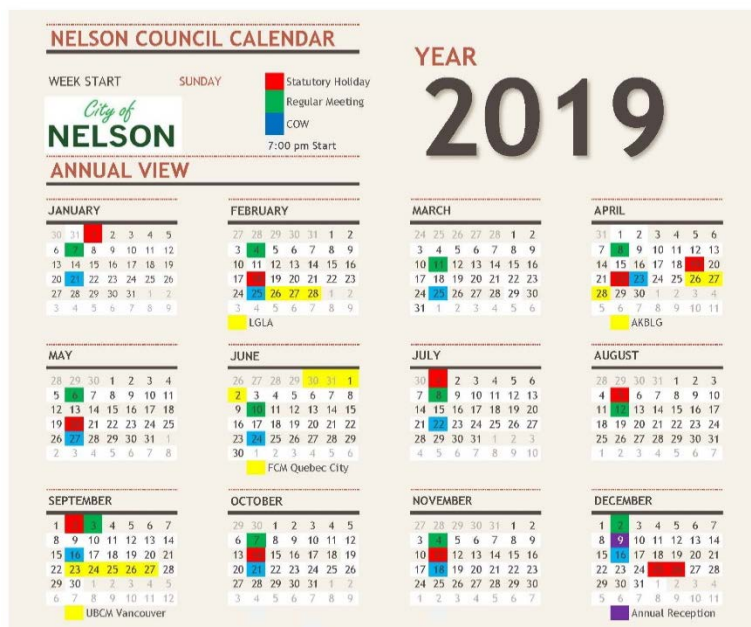 NELSON COUNCIL CALENDAR
YEAR
2019
WEEK START SUNDAY
Statutory Holiday
Regular Meeting
COW
7:00 pm Start
City of
NELSON
ANNUAL VIEW
JANUARY
30 31 2 3 4 5
6 7 8 9 10 11 12
13 14 15 16 17 18 19
20 21 22 23 24 25 26
27 28 29 30 31 1 2
3 4 5 6 7 8 9
FEBRUARY
27 28 29 30 31 1 2
3 4 5 6 7 8 9
10 11 12 13 14 15 16
17 19 20 21 22 23
24 25 26 27 28 1 2
3 4 5 6 7 8 9
LGLA
MARCH
24 25 26 27 28 1 2
3 4 5 6 7 8 9
10 11 12 13 14 15 16
17 18 19 20 21 22 23
24 25 26 27 28 29 30
31 1 2 3 4 5 6
APRIL
31 1 2 3 4 5 6
7 8 9 10 11 12 13
14 15 16 17 18 20
21 23 24 25 26 27
28 29 30 1 2 3 4
5 6 7 8 9 10 11
AKBLG
MAY
28 29 30 1 2 3 4
5 6 7 8 9 10 11
12 13 14 15 16 17 18
19 21 22 23 24 25
26 27 28 29 30 31 1
2 3 4 5 6 7 8
JUNE
26 27 28 29 30 31 1
2 3 4 5 6 7 8
9 10 11 12 13 14 15
16 17 18 19 20 21 22
23 24 25 26 27 28 29
30 1 2 3 4 5 6
FCM Quebec City
JULY
30 2 3 4 5 6
7 8 9 10 11 12 13
14 15 16 17 18 19 20
21 22 23 24 25 26 27
28 29 30 31 1 2 3
4 5 6 7 8 9 10
AUGUST
28 29 30 31 1 2 3
4 6 7 8 9 10
11 12 13 14 15 16 17
18 19 20 21 22 23 24
25 26 27 28 29 30 31
1 2 3 4 5 6 7
SEPTEMBER
1 3 4 5 6 7
8 9 10 11 12 13 14
15 16 17 18 19 20 21
22 23 24 25 26 27 28
29 30 1 2 3 4 5
6 7 8 9 10 11 12
UBCM Vancouver
OCTOBER
29 30 1 2 3 4 5
6 7 8 9 10 11 12
13 15 16 17 18 19
20 21 22 23 24 25 26
27 28 29 30 31 1 2
3 4 5 6 7 8 9
NOVEMBER
27 28 29 30 31 1 2
3 4 5 6 7 8 9
10 12 13 14 15 16
17 18 19 20 21 22 23
24 25 26 27 28 29 30
1 2 3 4 5 6 7
DECEMBER
1 2 3 4 5 6 7
8 9 10 11 12 13 14
15 16 17 18 19 20 21
22 23 24 27 28
29 30 31 1 2 3 4
5 6 7 8 9 10 11
Annual Reception